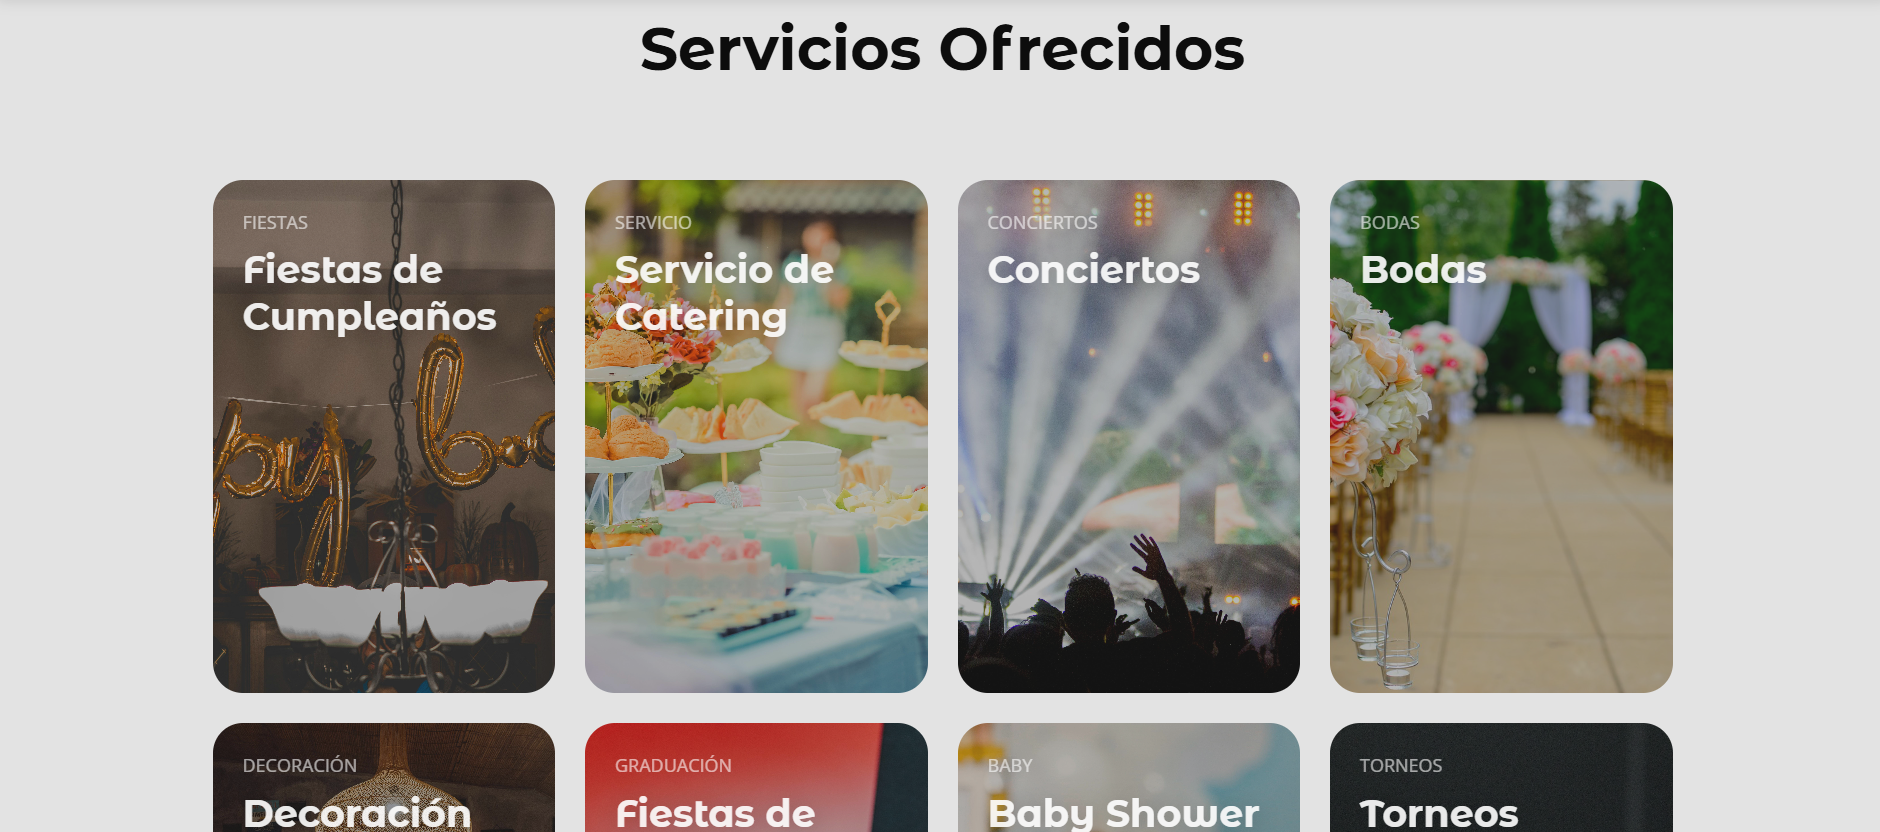 Servicios Ofrecidos
FIESTAS
Fiestas de
Cumpleaños
SERVICIO
Servicio de
Catering
CONCIERTOS
Conciertos
BODAS
Bodas
DECORACIÓN
Decoración
GRADUACIÓN
Fiestas de
BABY
Baby Shower
TORNEOS
Torneos